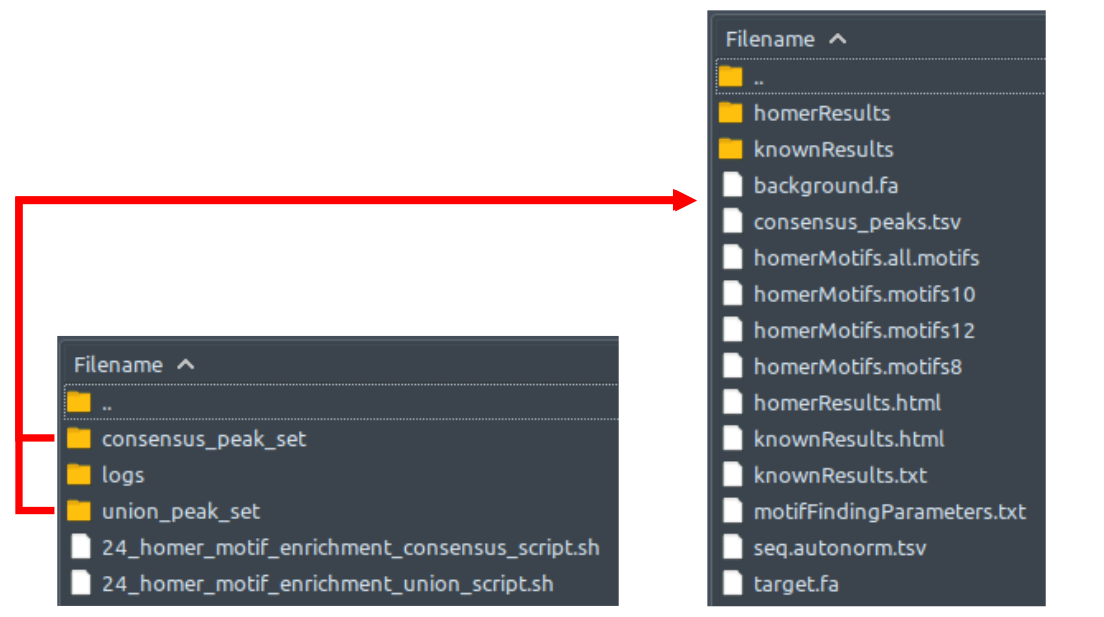 Filename
..
consensus_peak_set
logs
union_peak_set
24_homer_motif_enrichment_consensus_script.sh
24_homer_motif_enrichment_union_script.sh
Filename
..
homerResults
knownResults
background.fa
consensus_peaks.tsv
homerMotifs.all.motifs
homerMotifs.motifs10
homerMotifs.motifs12
homerMotifs.motifs8
homerResults.html
knownResults.html
knownResults.txt
motifFindingParameters.txt
seq.autonorm.tsv
target.fa